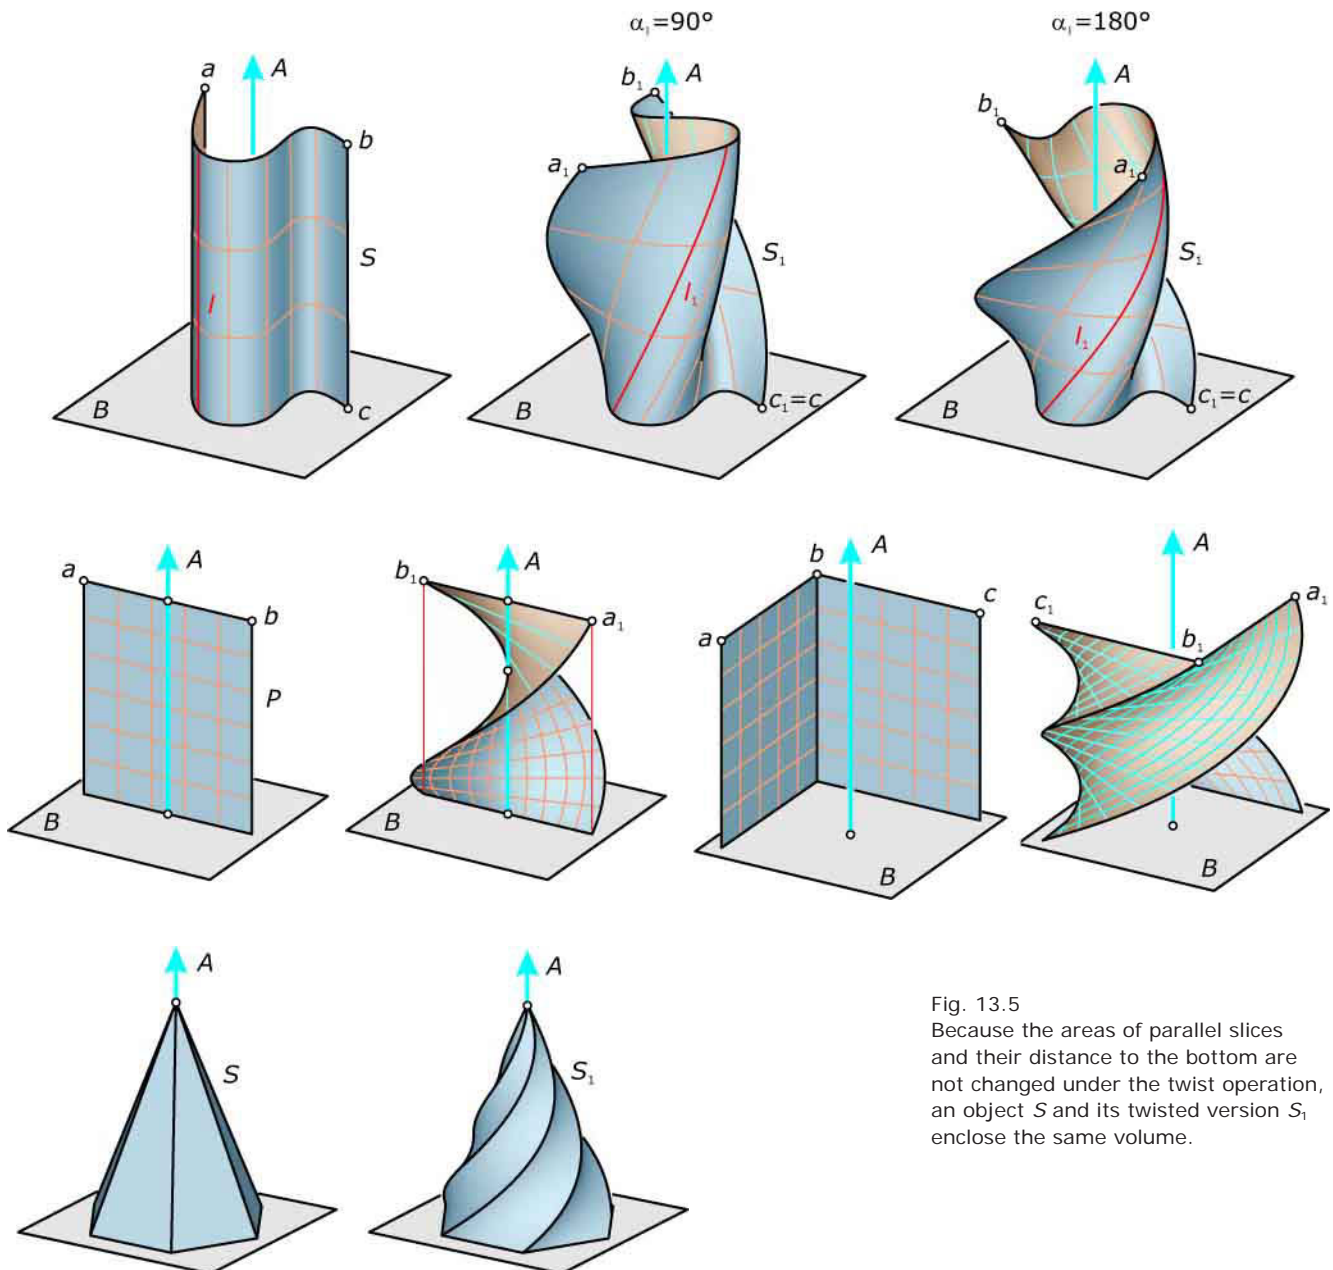 α₁=90°
α₁=180°
a A b l S B c
b₁ A a₁ l₁ S₁ B c₁=c
b₁ A a₁ l₁ S₁ B c₁=c
a A b P B
b₁ A a₁ B
b A a c B
A c₁ b₁ a₁ B
A S
A S₁
Fig. 13.5
Because the areas of parallel slices
and their distance to the bottom are
not changed under the twist operation,
an object S and its twisted version S₁
enclose the same volume.